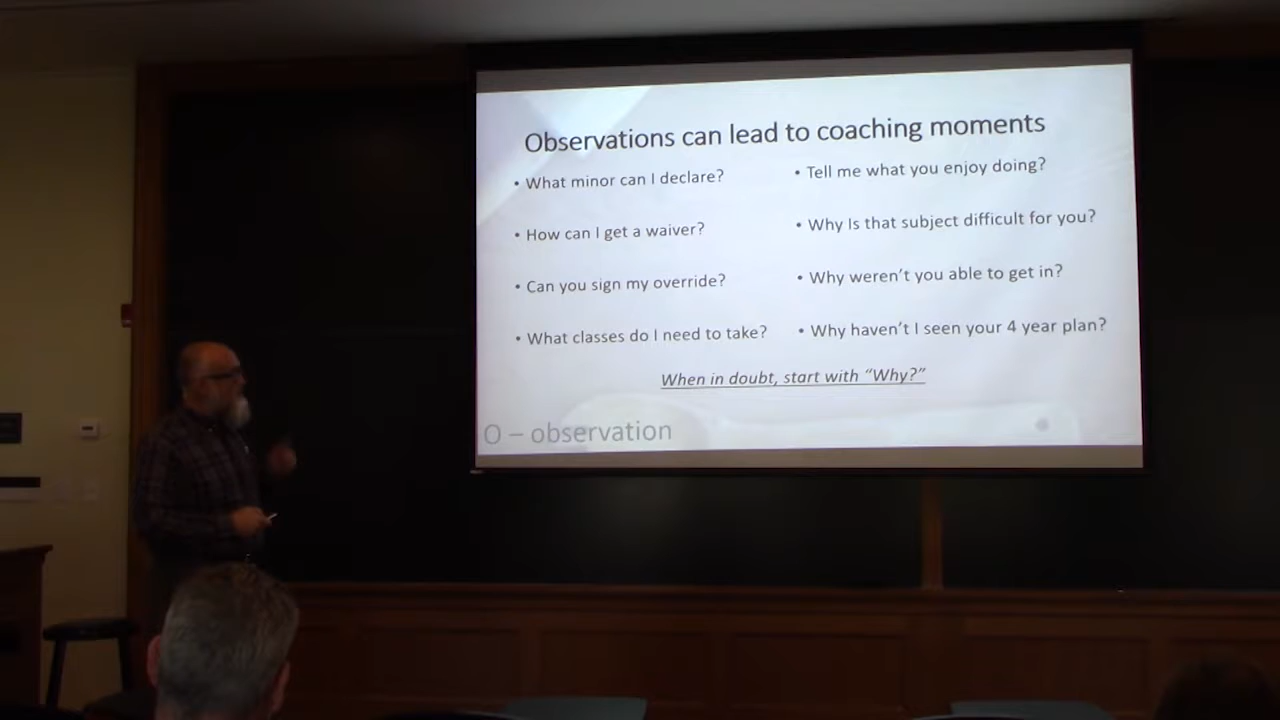 Observations can lead to coaching moments
• What minor can I declare?
• How can I get a waiver?
• Can you sign my override?
• What classes do I need to take?
• Tell me what you enjoy doing?
• Why Is that subject difficult for you?
• Why weren't you able to get in?
• Why haven't I seen your 4 year plan?
When in doubt, start with “Why?”
O – observation